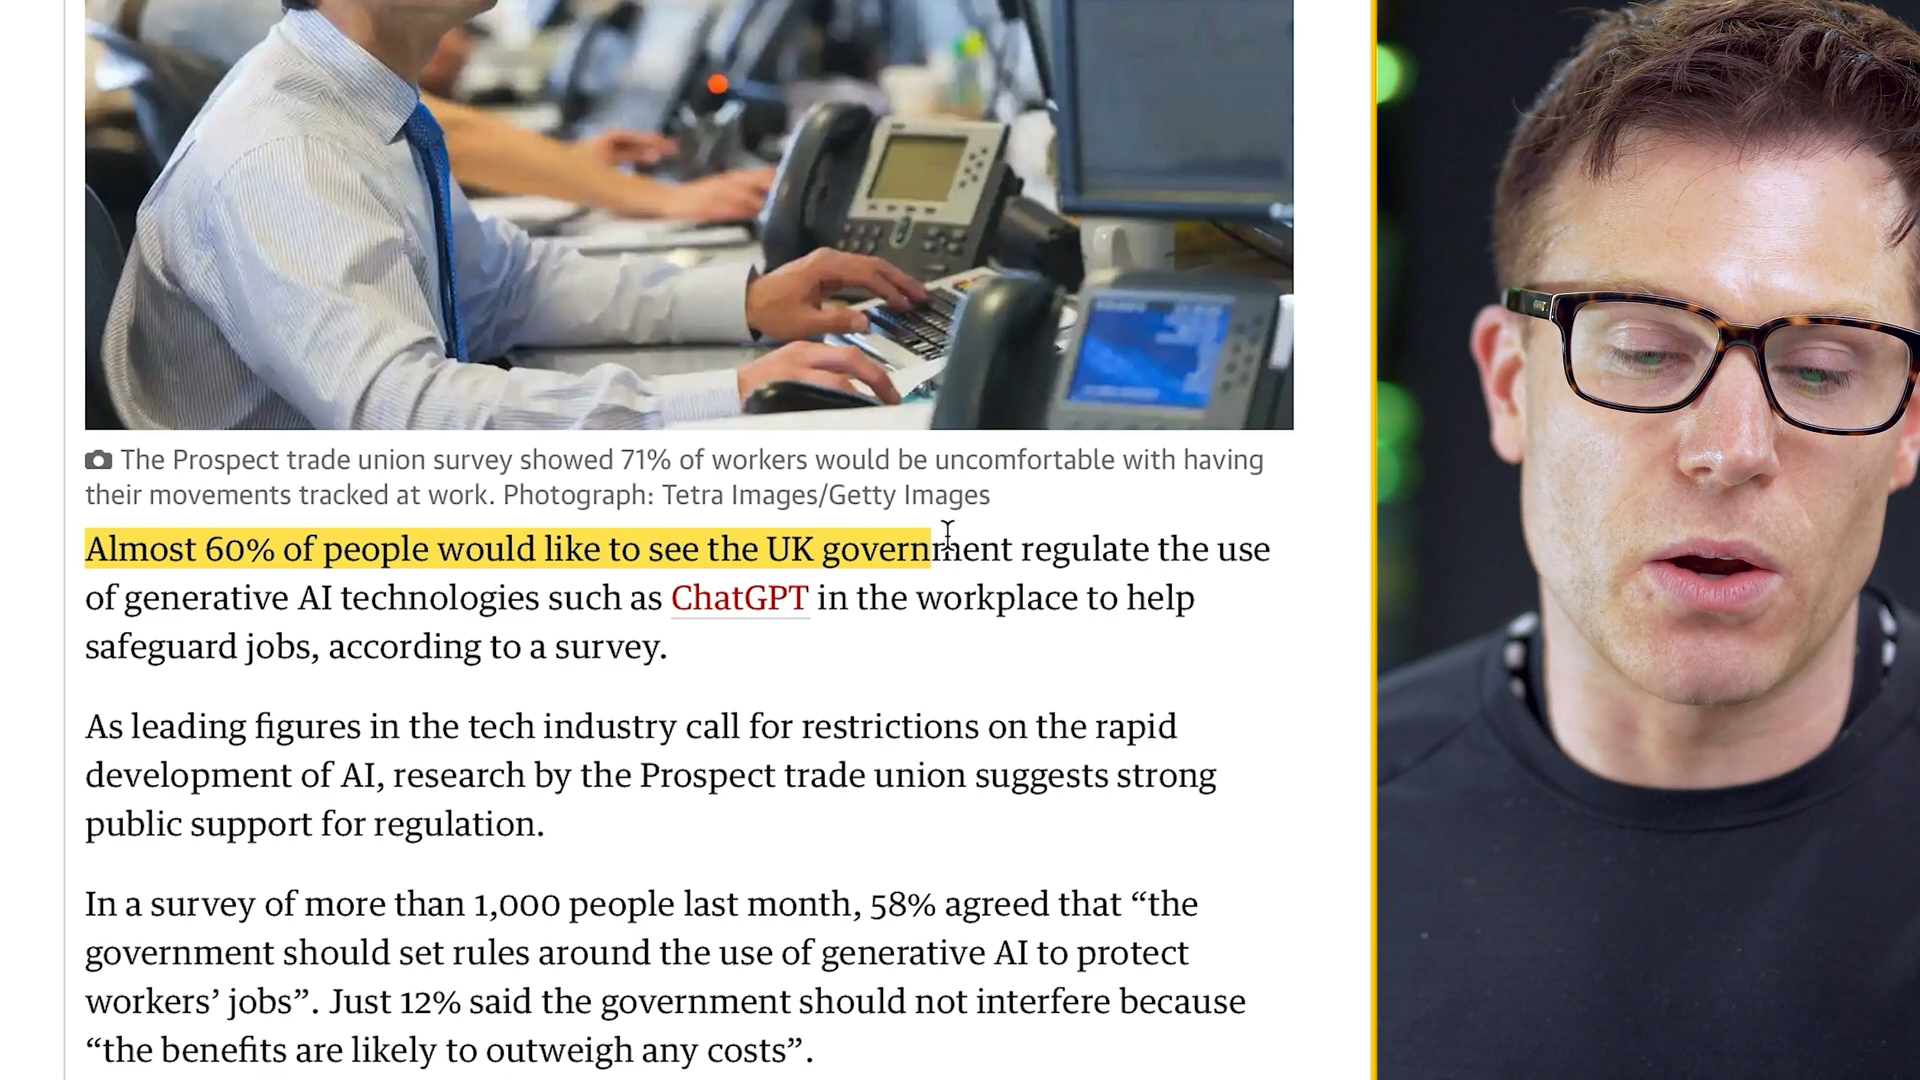 The Prospect trade union survey showed 71% of workers would be uncomfortable with having
their movements tracked at work. Photograph: Tetra Images/Getty Images
Almost 60% of people would like to see the UK government regulate the use
of generative AI technologies such as ChatGPT in the workplace to help
safeguard jobs, according to a survey.
As leading figures in the tech industry call for restrictions on the rapid
development of AI, research by the Prospect trade union suggests strong
public support for regulation.
In a survey of more than 1,000 people last month, 58% agreed that “the
government should set rules around the use of generative AI to protect
workers’ jobs”. Just 12% said the government should not interfere because
“the benefits are likely to outweigh any costs”.